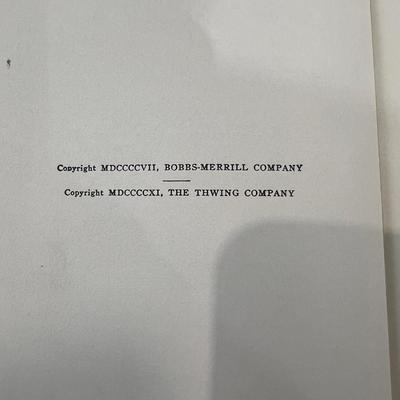 Copyright MDCCCCVII, BOBBS-MERRILL COMPANY
Copyright MDCCCCXI, THE THWING COMPANY